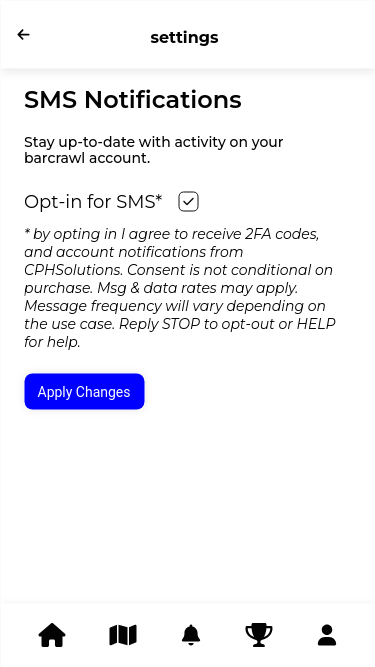 settings
SMS Notifications
Stay up-to-date with activity on your
barcrawl account.
Opt-in for SMS*
* by opting in I agree to receive 2FA codes,
and account notifications from
CPHSolutions. Consent is not conditional on
purchase. Msg & data rates may apply.
Message frequency will vary depending on
the use case. Reply STOP to opt-out or HELP
for help.
Apply Changes